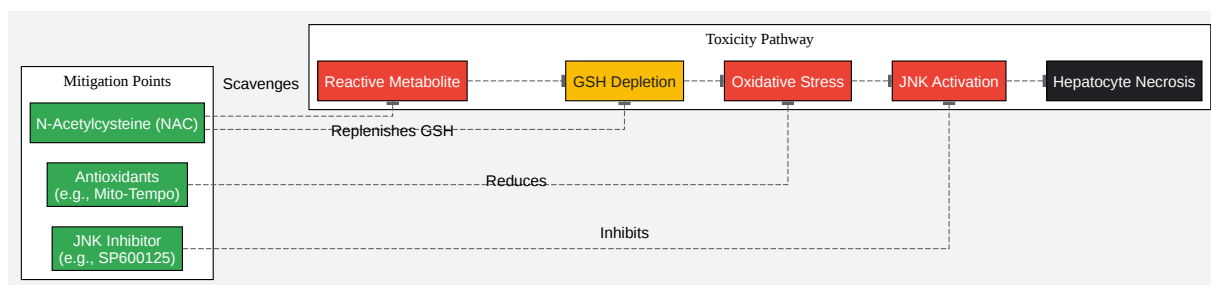 Toxicity Pathway
Reactive Metabolite
GSH Depletion
Oxidative Stress
JNK Activation
Hepatocyte Necrosis
Mitigation Points
Scavenges
N-Acetylcysteine (NAC)
Replenishes GSH
Antioxidants
(e.g., Mito-Tempo)
Reduces
JNK Inhibitor
(e.g., SP600125)
Inhibits